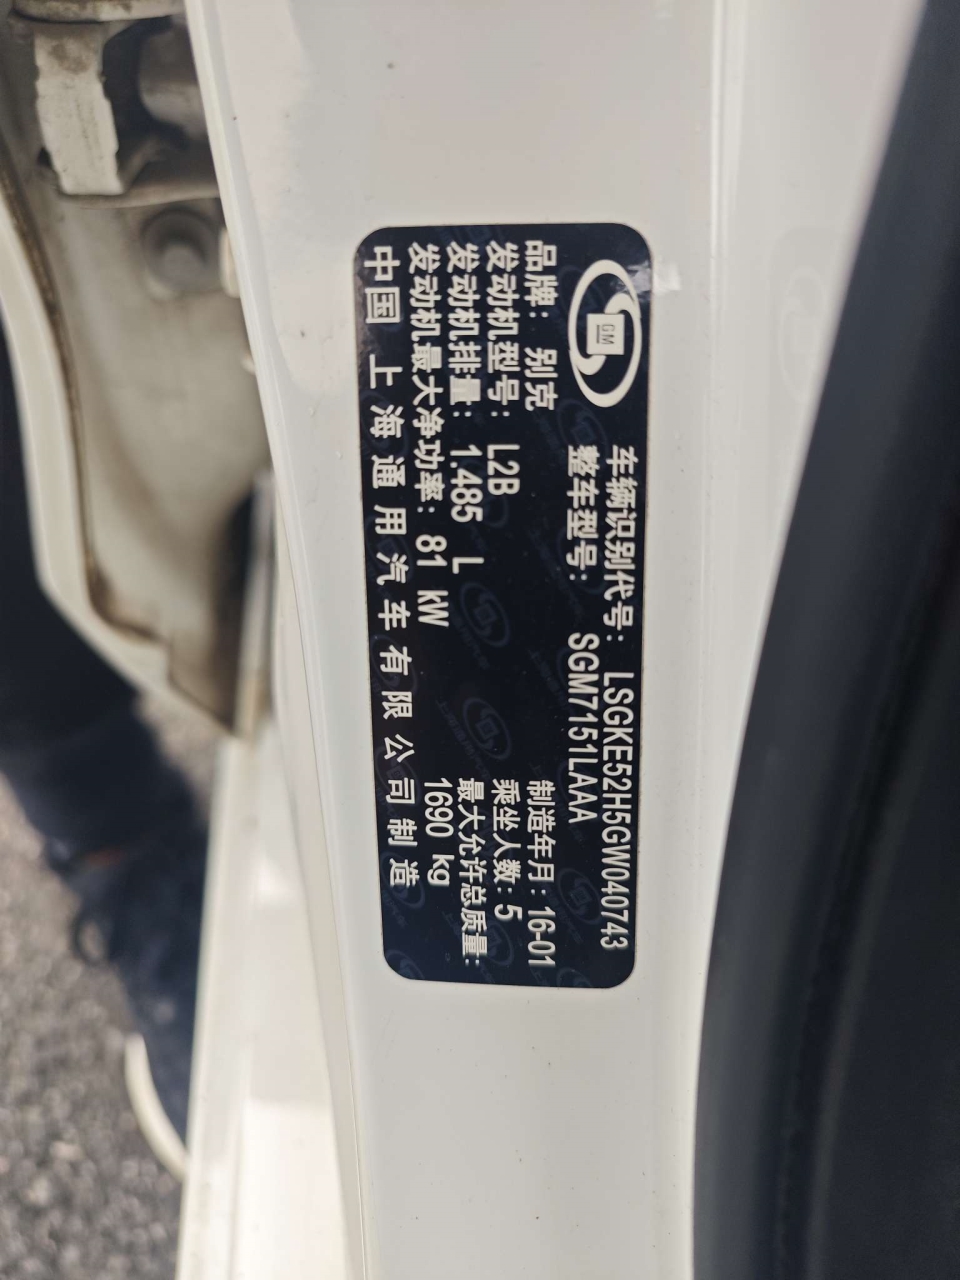 GM
车辆识别代号: LSGKE52H5GW040743
整车型号: SGM7151LAAA
品牌: 别克
制造年月: 16-01
发动机型号: L2B
乘坐人数: 5
发动机排量: 1.485 L
最大允许总质量:
发动机最大净功率: 81 kW
1690 kg
中国 上海通用汽车有限公司制造